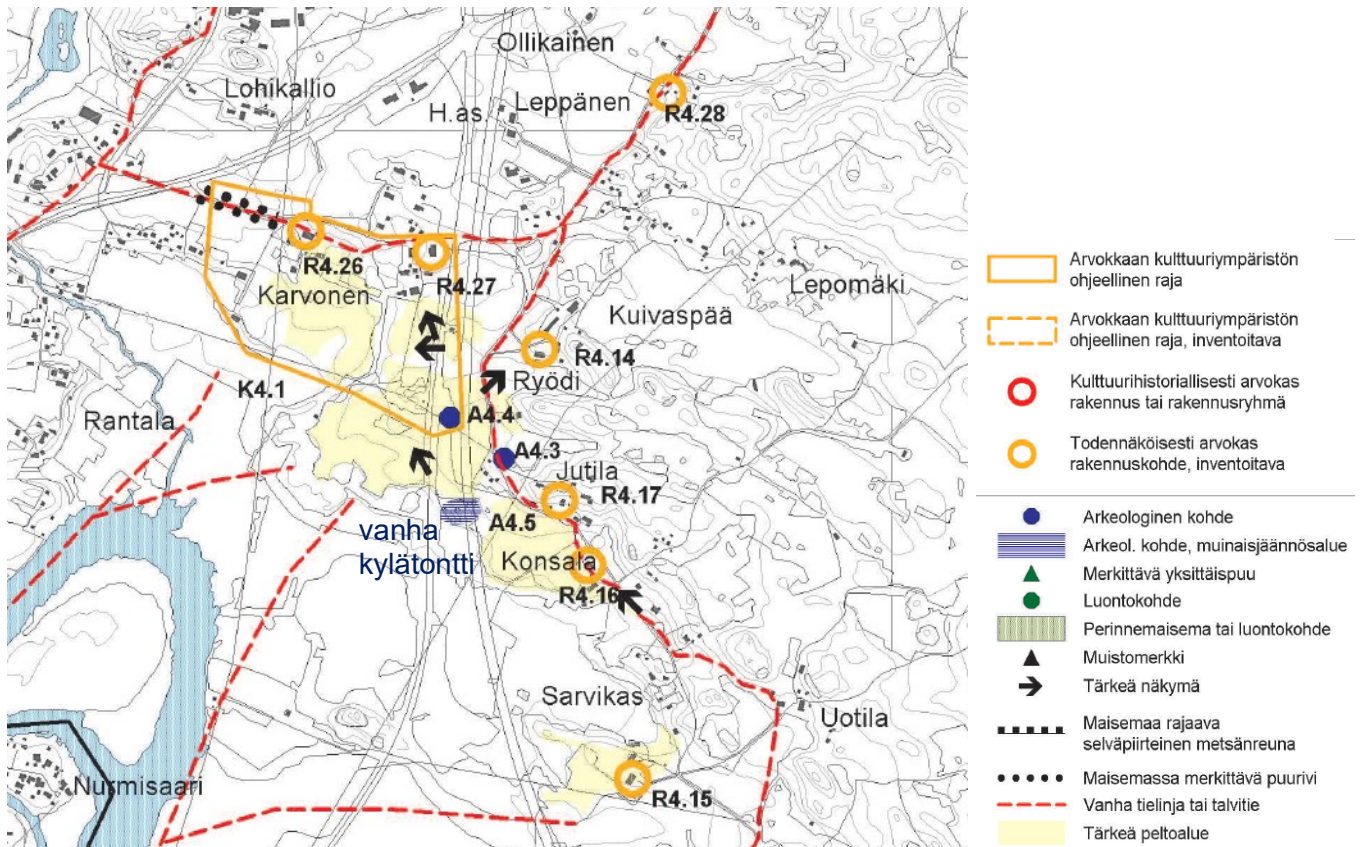 Ollikainen
Lohikallio
H.as.
Leppänen
R4.28
R4.26
R4.27
Karvonen
Lepomäki
Kuivaspää
R4.14
Ryödi
K4.1
Rantala
A4.4
A4.3
Jutila
R4.17
A4.5
vanha
kylätontti
Konsala
R4.16
Sarvikas
Uotila
Nurmisaari
R4.15
Arvokkaan kulttuuriympäristön
ohjeellinen raja
Arvokkaan kulttuuriympäristön
ohjeellinen raja, inventoitava
Kulttuurihistoriallisesti arvokas
rakennus tai rakennusryhmä
Todennäköisesti arvokas
rakennuskohde, inventoitava
Arkeologinen kohde
Arkeol. kohde, muinaisjäännösalue
Merkittävä yksittäispuu
Luontokohde
Perinnemaisema tai luontokohde
Muistomerkki
Tärkeä näkymä
Maisemaa rajaava
selväpiirteinen metsänreuna
Maisemassa merkittävä puurivi
Vanha tielinja tai talvitie
Tärkeä peltoalue